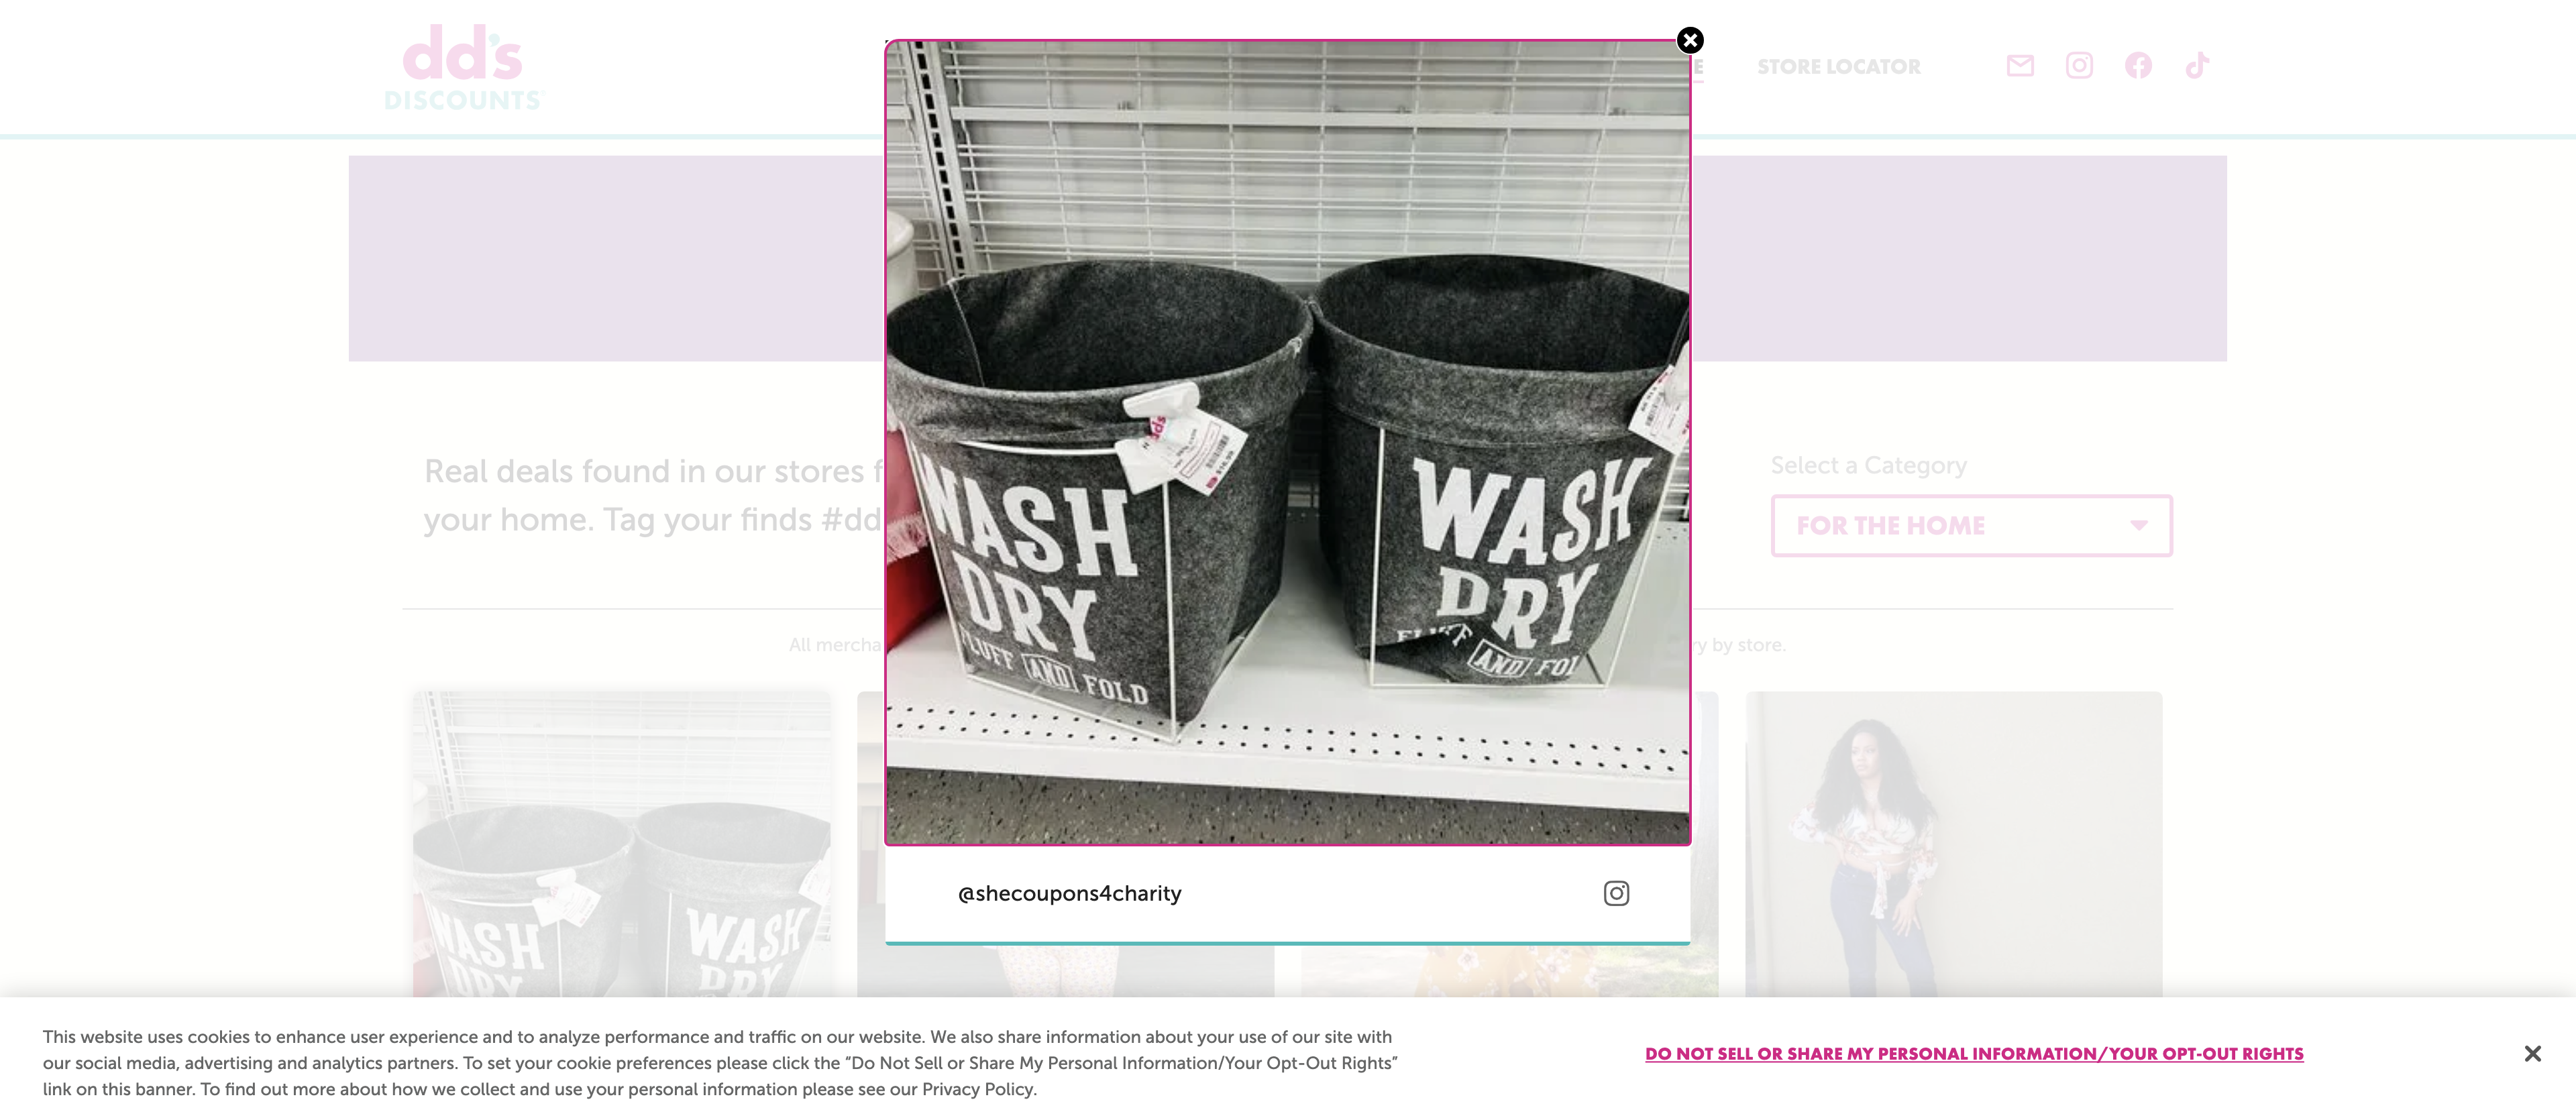 dd's
DISCOUNTS
STORE LOCATOR
Real deals found in our stores
your home. Tag your finds #dd
Select a Category
FOR THE HOME
All
by store.
WASH
DRY
FLUFF AND FOLD
WASH
DRY
FLUFF AND
dd's
@shecoupons4charity
WASH
DRY
WASH
DRY
This website uses cookies to enhance user experience and to analyze performance and traffic on our website. We also share information about your use of our site with
our social media, advertising and analytics partners. To set your cookie preferences please click the “Do Not Sell or Share My Personal Information/Your Opt-Out Rights”
link on this banner. To find out more about how we collect and use your personal information please see our Privacy Policy.
DO NOT SELL OR SHARE MY PERSONAL INFORMATION/YOUR OPT-OUT RIGHTS